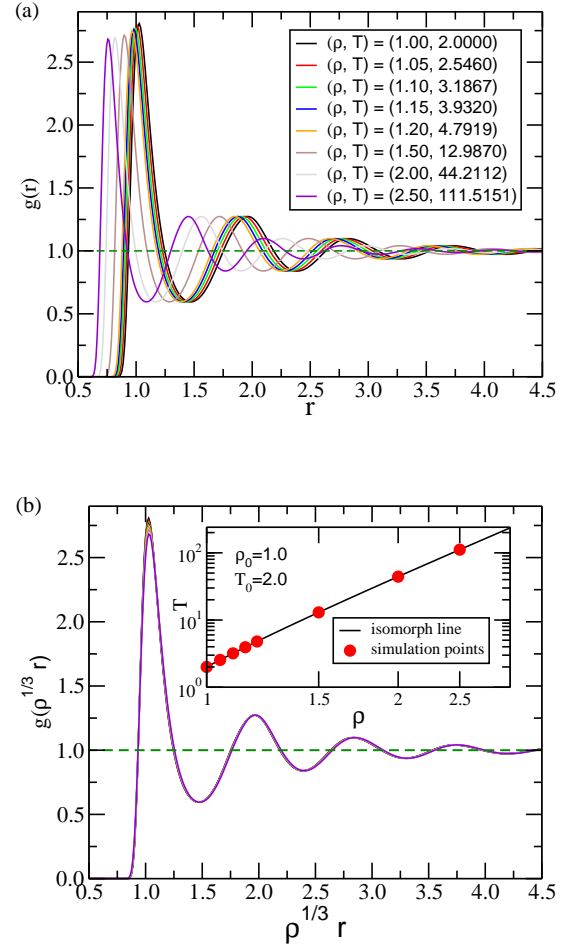 (a)
2.5
2.0
1.5
1.0
0.5
0.0
g(r)
(ρ, T) = (1.00, 2.0000)
(ρ, T) = (1.05, 2.5460)
(ρ, T) = (1.10, 3.1867)
(ρ, T) = (1.15, 3.9320)
(ρ, T) = (1.20, 4.7919)
(ρ, T) = (1.50, 12.9870)
(ρ, T) = (2.00, 44.2112)
(ρ, T) = (2.50, 111.5151)
0.5 1.0 1.5 2.0 2.5 3.0 3.5 4.0 4.5
r
(b)
2.5
2.0
1.5
1.0
0.5
0.0
g(ρ^1/3 r)
ρ₀=1.0
T₀=2.0
10²
10¹
10⁰
T
isomorph line
simulation points
1 1.5 2 2.5
ρ
0.5 1.0 1.5 2.0 2.5 3.0 3.5 4.0 4.5
ρ^1/3 r